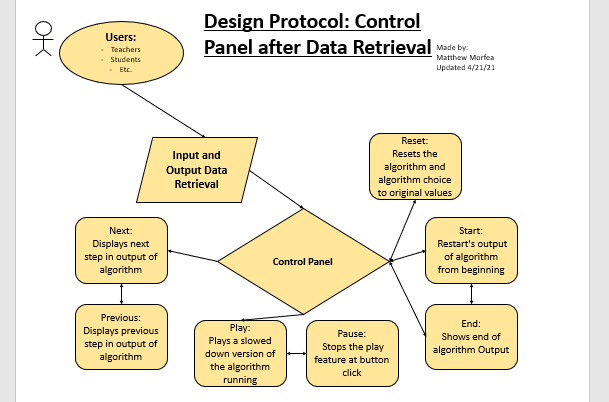 Design Protocol: Control
Panel after Data Retrieval
Made by:
Matthew Morfea
Updated 4/21/21
Users:
- Teachers
- Students
- Etc.
Input and
Output Data
Retrieval
Reset:
Resets the
algorithm and
algorithm choice
to original values
Next:
Displays next
step in output of
algorithm
Control Panel
Start:
Restart's output
of algorithm
from beginning
Previous:
Displays previous
step in output of
algorithm
Play:
Plays a slowed
down version of
the algorithm
running
Pause:
Stops the play
feature at button
click
End:
Shows end of
algorithm Output